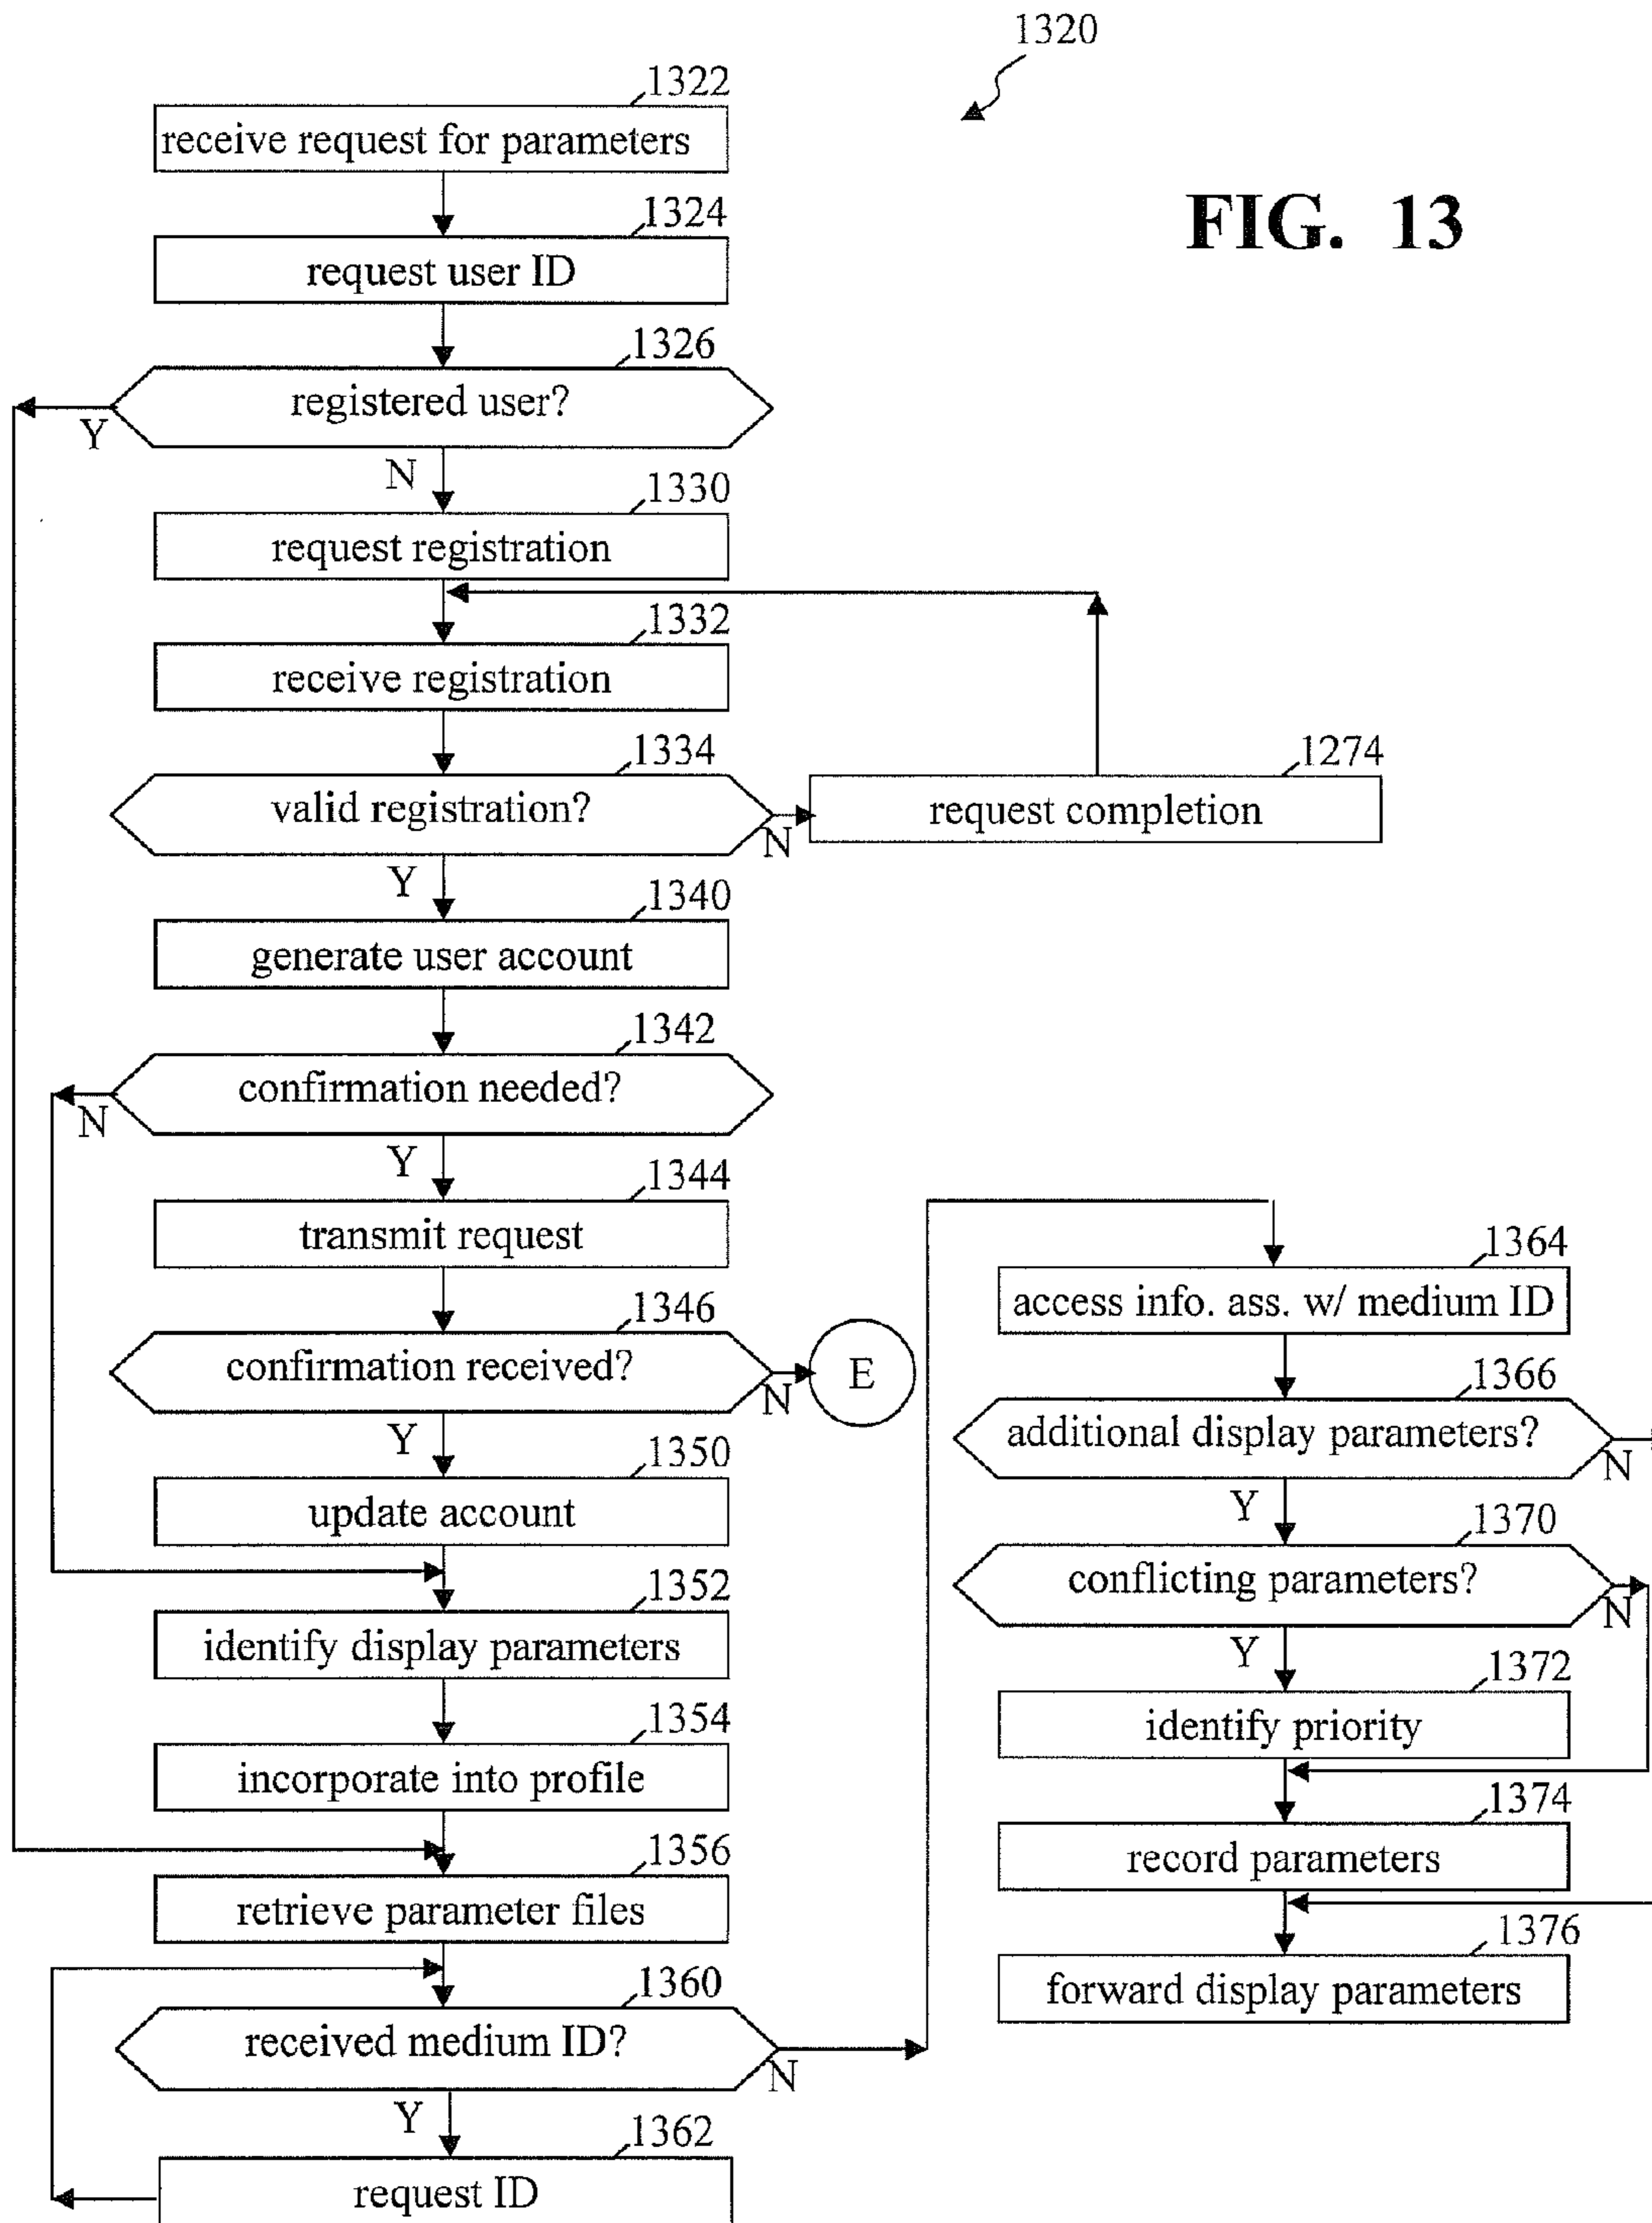 1320
FIG. 13
1322
receive request for parameters
1324
request user ID
1326
registered user?
Y
N
1330
request registration
1332
receive registration
1334
valid registration?
N
1274
request completion
Y
1340
generate user account
1342
confirmation needed?
N
Y
1344
transmit request
1346
confirmation received?
N
E
Y
1350
update account
1352
identify display parameters
1354
incorporate into profile
1356
retrieve parameter files
1360
received medium ID?
N
Y
1362
request ID
1364
access info. ass. w/ medium ID
1366
additional display parameters?
N
Y
1370
conflicting parameters?
N
Y
1372
identify priority
1374
record parameters
1376
forward display parameters